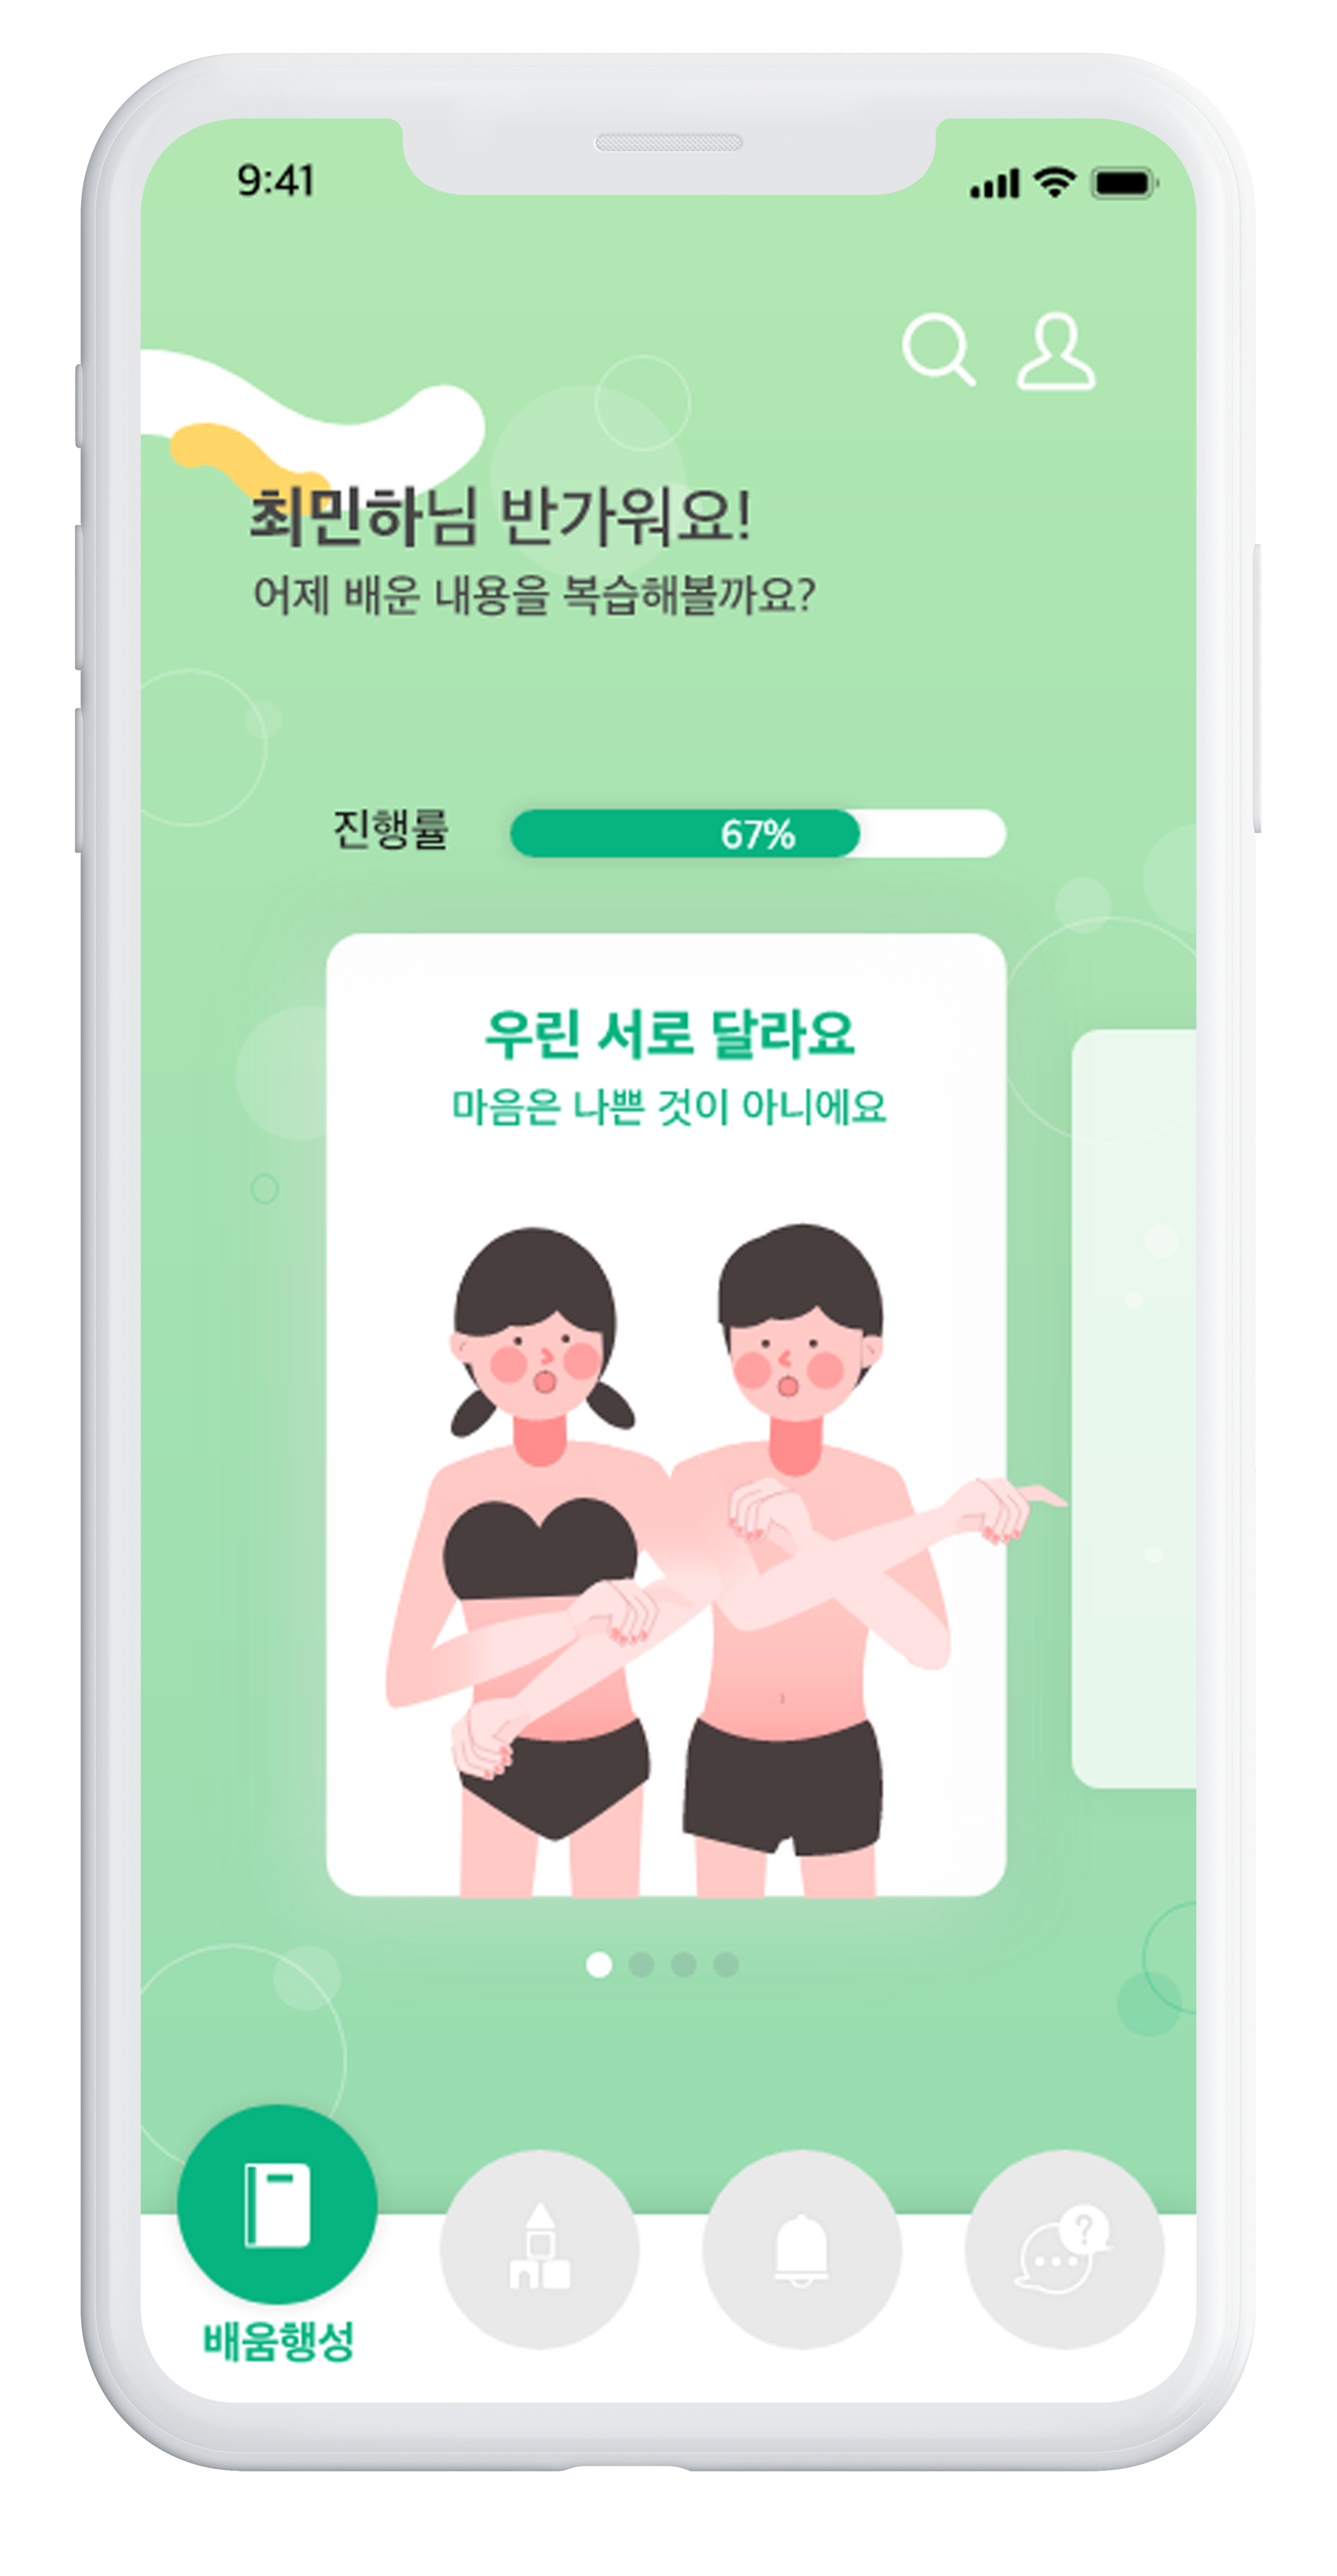 9:41
최민하님 반가워요!
어제 배운 내용을 복습해볼까요?
진행률 67%
우린 서로 달라요
마음은 나쁜 것이 아니에요
?
배움행성